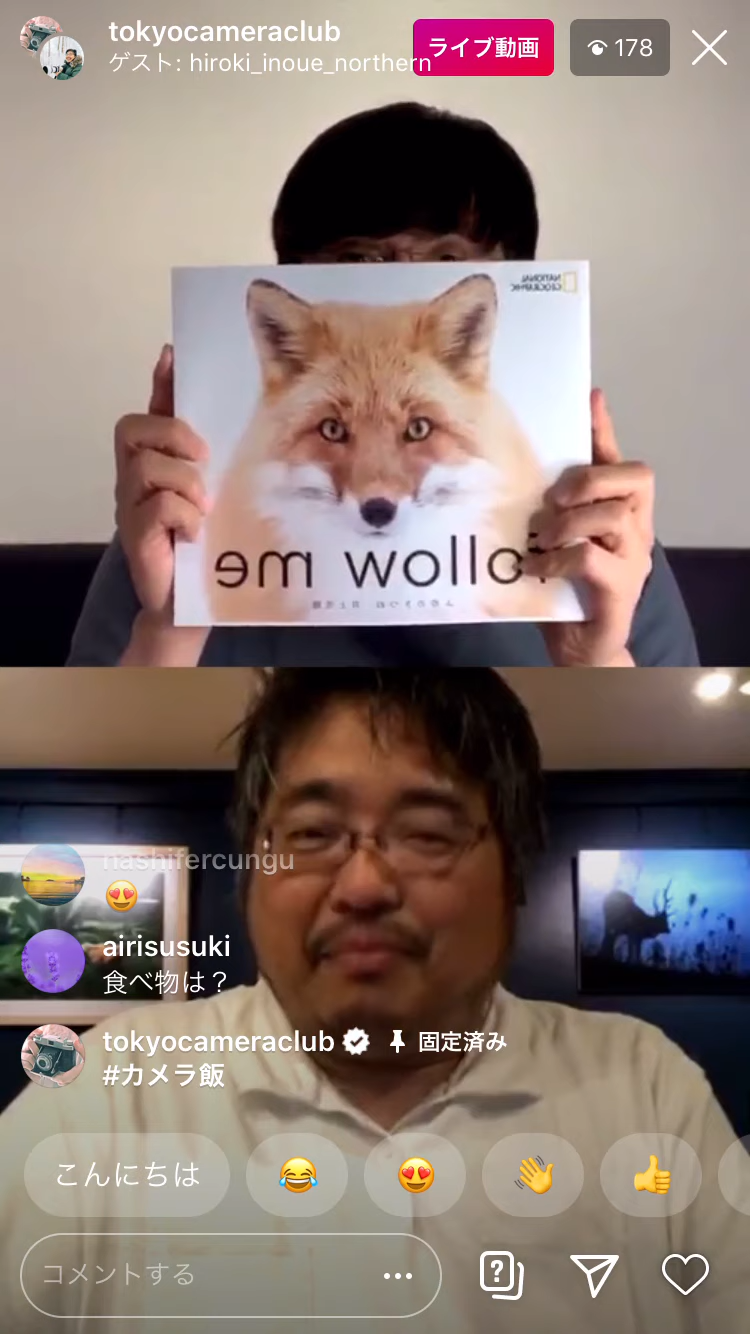 tokyocameraclub
ゲスト: hiroki_inoue_northern
ライブ動画
178
NATIONAL
GEOGRAPHIC
follow me
nashifercungu
😍
airisusuki
食べ物は？
tokyocameraclub 固定済み
#カメラ飯
こんにちは 😂 😍 👋 👍
コメントする